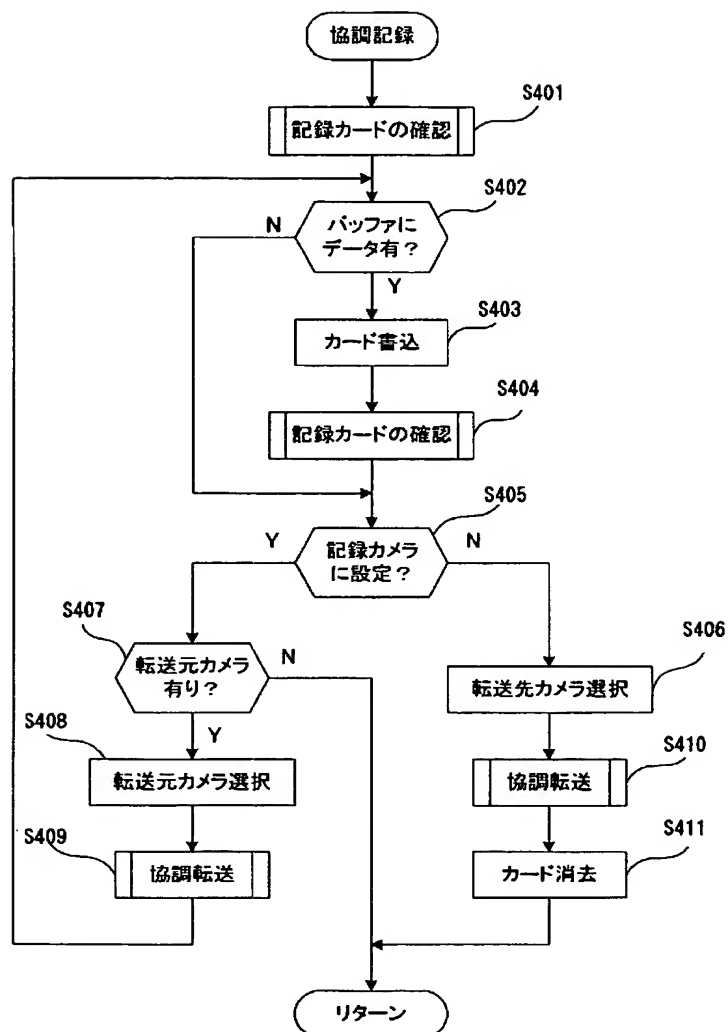 協調記録
S401
記録カードの確認
S402
バッファに
データ有？
N
Y
S403
カード書込
S404
記録カードの確認
S405
記録カメラ
に設定？
Y
N
S407
転送元カメラ
有り？
N
Y
S406
転送先カメラ選択
S408
転送元カメラ選択
S410
協調転送
S409
協調転送
S411
カード消去
リターン